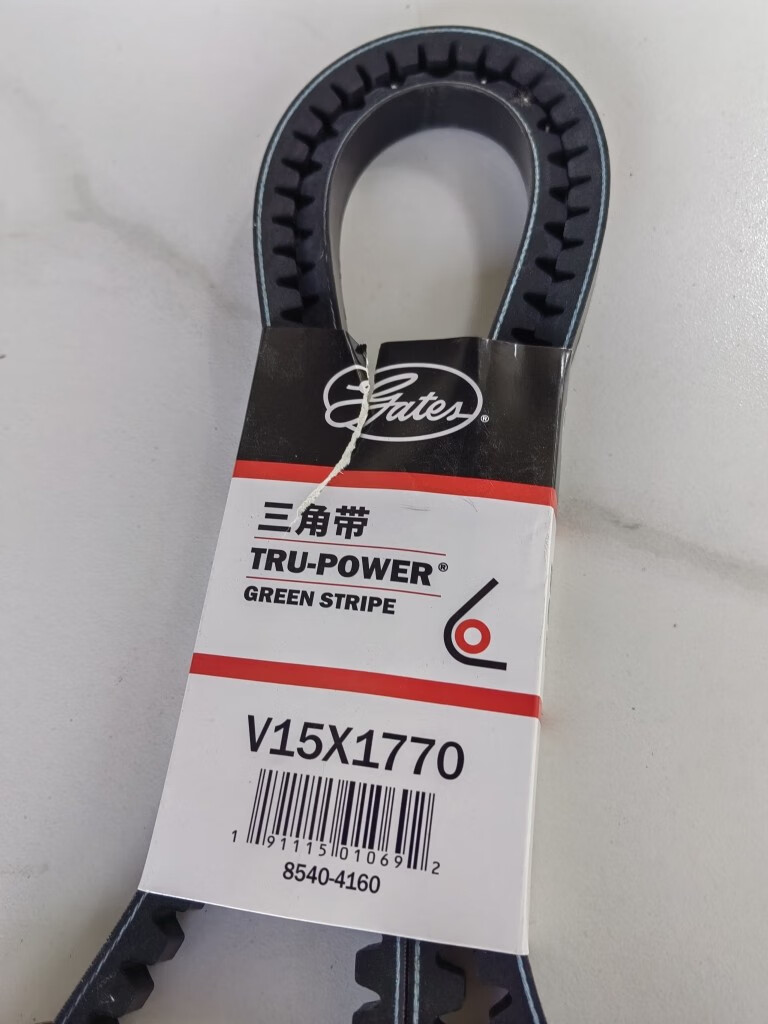 Gates®
三角带
TRU-POWER®
GREEN STRIPE
V15X1770
1 91115 01069 2
8540-4160